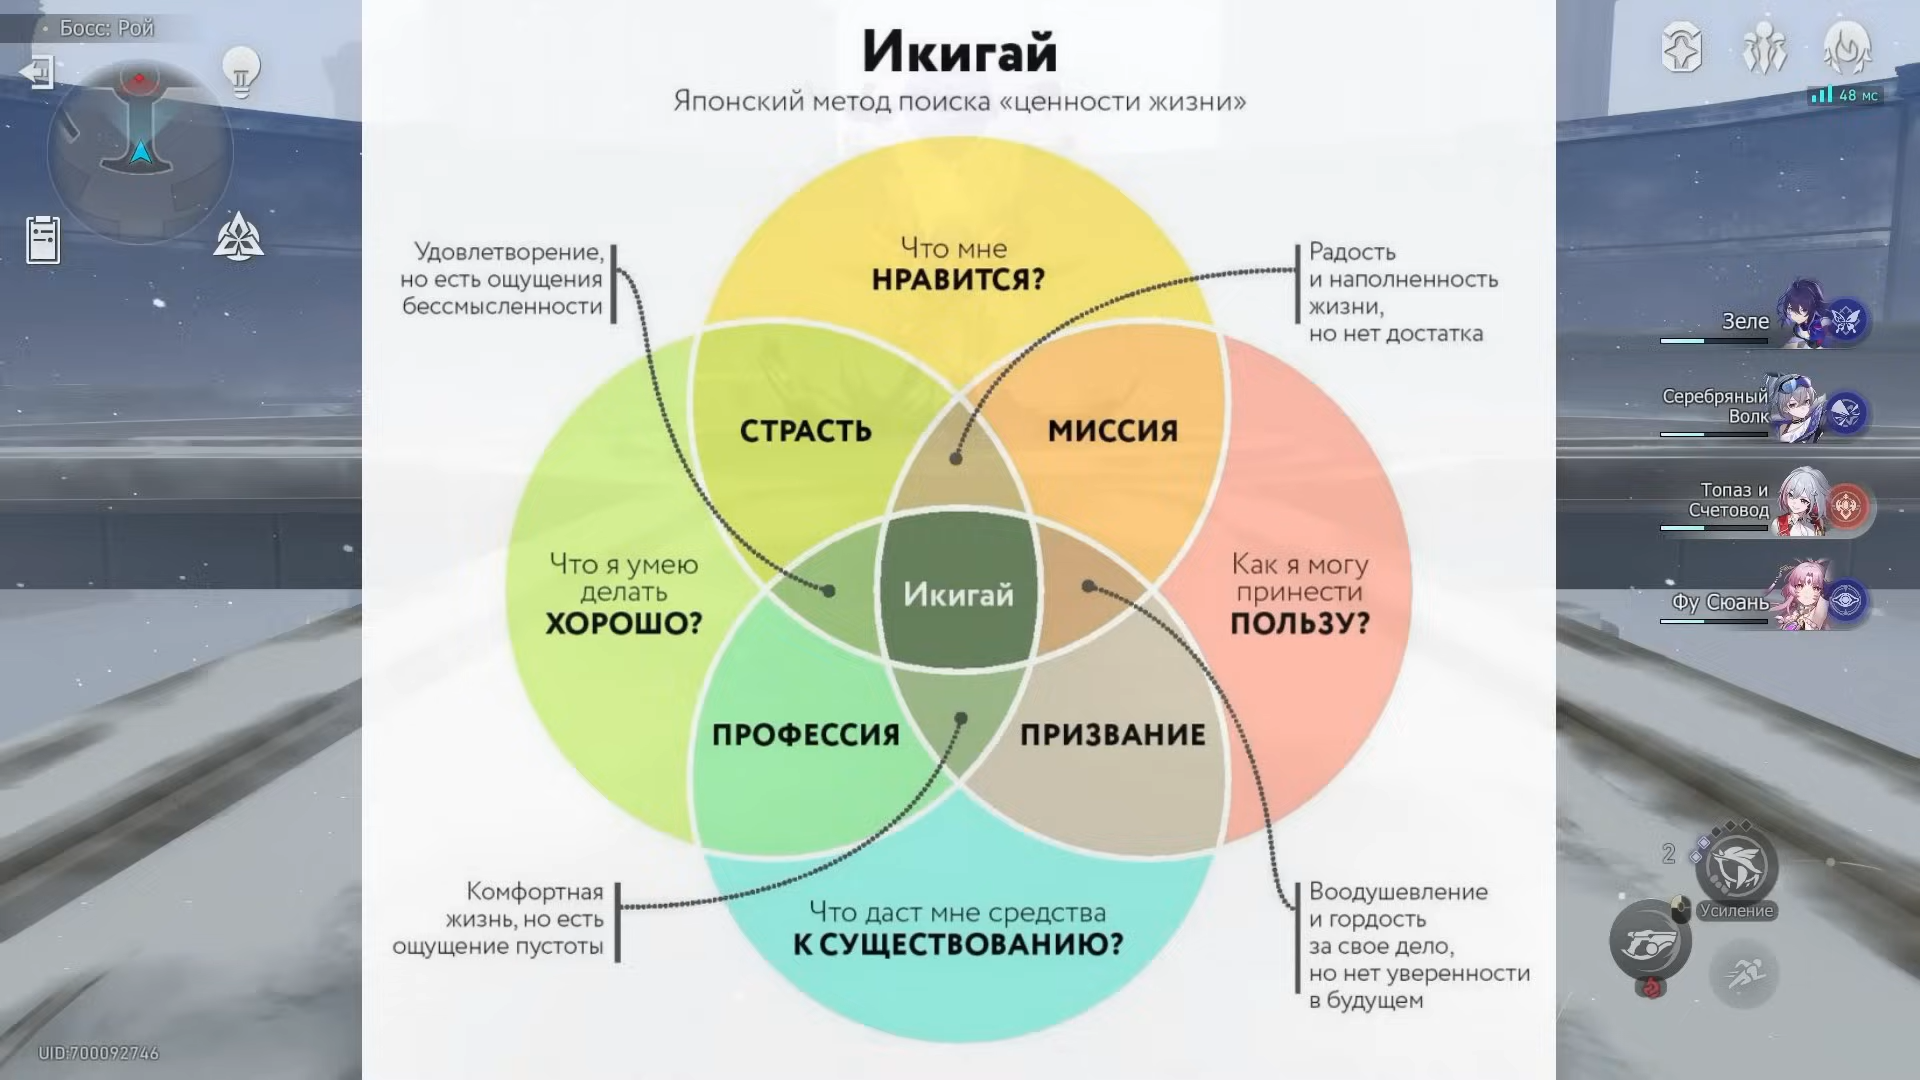 Босс: Рой
Икигай
Японский метод поиска «ценности жизни»
48 мс
Что мне
НРАВИТСЯ?
Удовлетворение,
но есть ощущения
бессмысленности
Радость
и наполненность
жизни,
но нет достатка
СТРАСТЬ
МИССИЯ
Что я умею
делать
ХОРОШО?
Икигай
Как я могу
принести
ПОЛЬЗУ?
ПРОФЕССИЯ
ПРИЗВАНИЕ
Комфортная
жизнь, но есть
ощущение пустоты
Что даст мне средства
К СУЩЕСТВОВАНИЮ?
Воодушевление
и гордость
за свое дело,
но нет уверенности
в будущем
Зеле
Серебряный
Волк
Топаз и
Счетовод
Фу Сюань
2
Усиление
UID:700092746